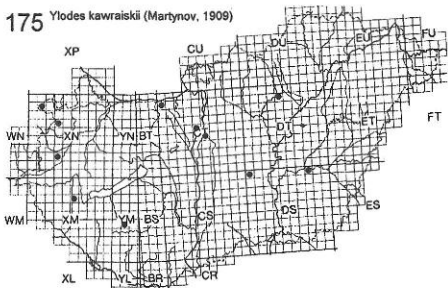 175 Ylodes kawraiskii (Martynov, 1909)
XP CU DU EU FU
WN XN YN BT DT ET FT
WM XM YM BS CS DS ES
XL YL BR CR